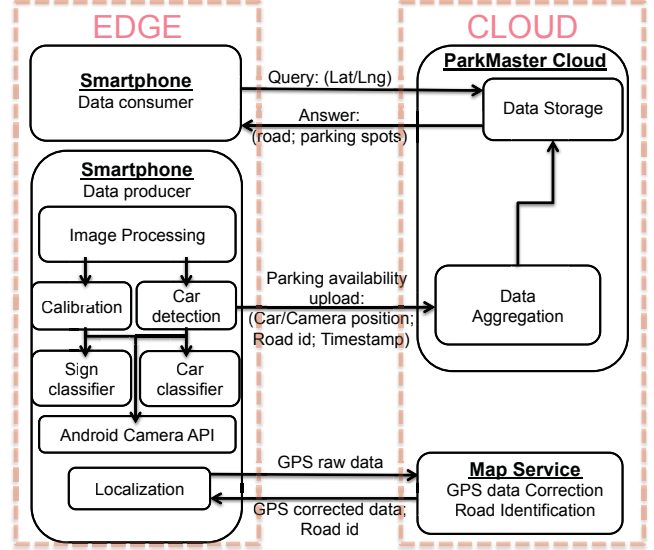 EDGE
CLOUD
Smartphone
Data consumer
Query: (Lat/Lng)
Answer:
(road; parking spots)
ParkMaster Cloud
Data Storage
Smartphone
Data producer
Image Processing
Calibration
Car
detection
Sign
classifier
Car
classifier
Android Camera API
Localization
Parking availability
upload:
(Car/Camera position;
Road id; Timestamp)
Data
Aggregation
GPS raw data
GPS corrected data;
Road id
Map Service
GPS data Correction
Road Identification